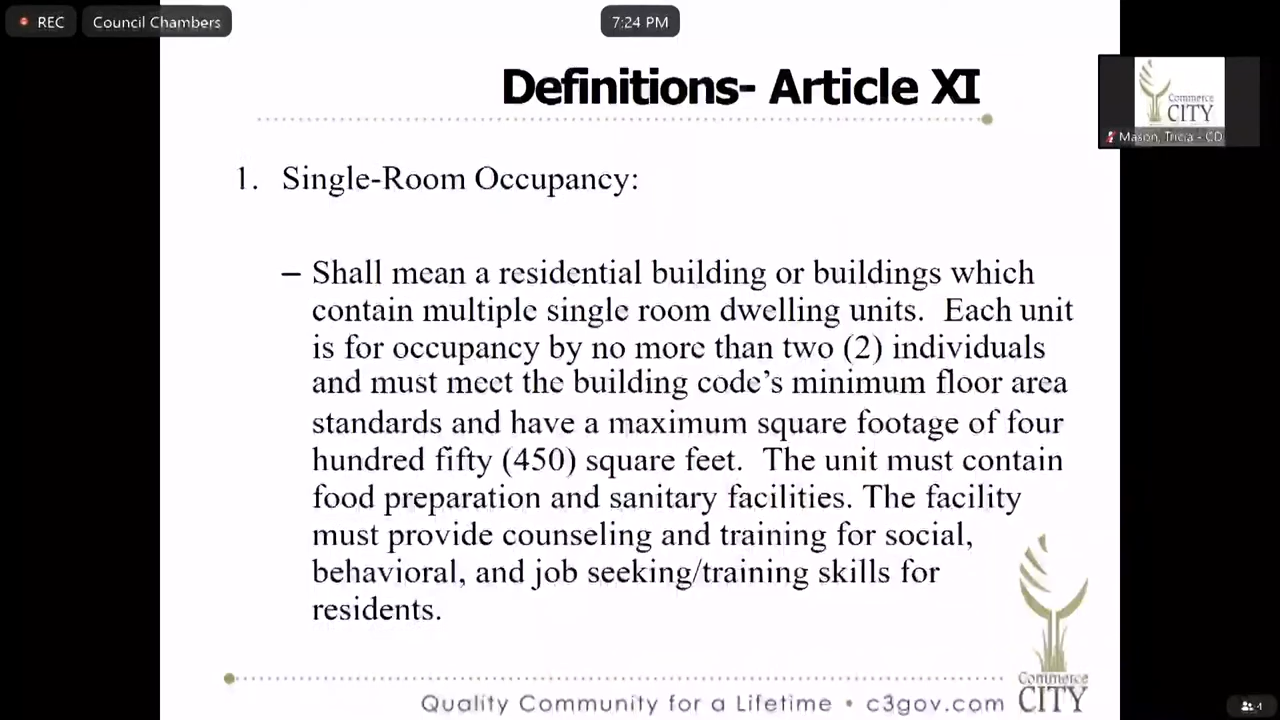 REC
Council Chambers
7:24 PM
Definitions- Article XI
Commerce
CITY
Mason, Tricia - CD
1. Single-Room Occupancy:
– Shall mean a residential building or buildings which
contain multiple single room dwelling units. Each unit
is for occupancy by no more than two (2) individuals
and must meet the building code’s minimum floor area
standards and have a maximum square footage of four
hundred fifty (450) square feet. The unit must contain
food preparation and sanitary facilities. The facility
must provide counseling and training for social,
behavioral, and job seeking/training skills for
residents.
Commerce
CITY
Quality Community for a Lifetime • c3gov.com
4